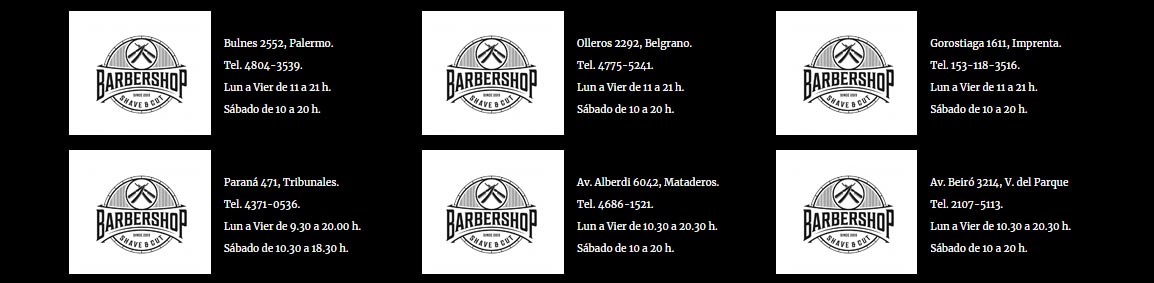 BARBERSHOP
SINCE 2019
SHAVE & CUT
Bulnes 2552, Palermo.
Tel. 4804-3539.
Lun a Vier de 11 a 21 h.
Sábado de 10 a 20 h.
BARBERSHOP
SHAVE & CUT
Olleros 2292, Belgrano.
Tel. 4775-5241.
Lun a Vier de 11 a 21 h.
Sábado de 10 a 20 h.
BARBERSHOP
SHAVE & CUT
Gorostiaga 1611, Imprenta.
Tel. 153-118-3516.
Lun a Vier de 11 a 21 h.
Sábado de 10 a 20 h.
BARBERSHOP
SHAVE & CUT
Paraná 471, Tribunales.
Tel. 4371-0536.
Lun a Vier de 9.30 a 20.00 h.
Sábado de 10.30 a 18.30 h.
BARBERSHOP
SHAVE & CUT
Av. Alberdi 6042, Mataderos.
Tel. 4686-1521.
Lun a Vier de 10.30 a 20.30 h.
Sábado de 10 a 20 h.
BARBERSHOP
SHAVE & CUT
Av. Beiró 3214, V. del Parque
Tel. 2107-5113.
Lun a Vier de 10.30 a 20.30 h.
Sábado de 10 a 20 h.